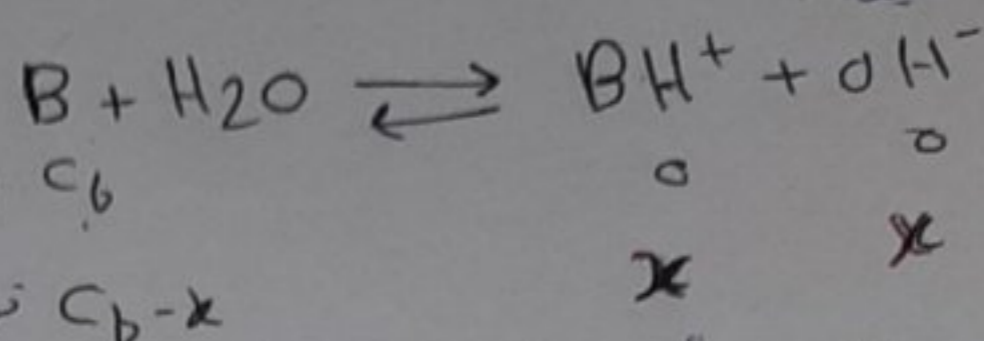 B + H2O ⇌ BH⁺ + OH⁻
Cb 0 0
Cb-x x x